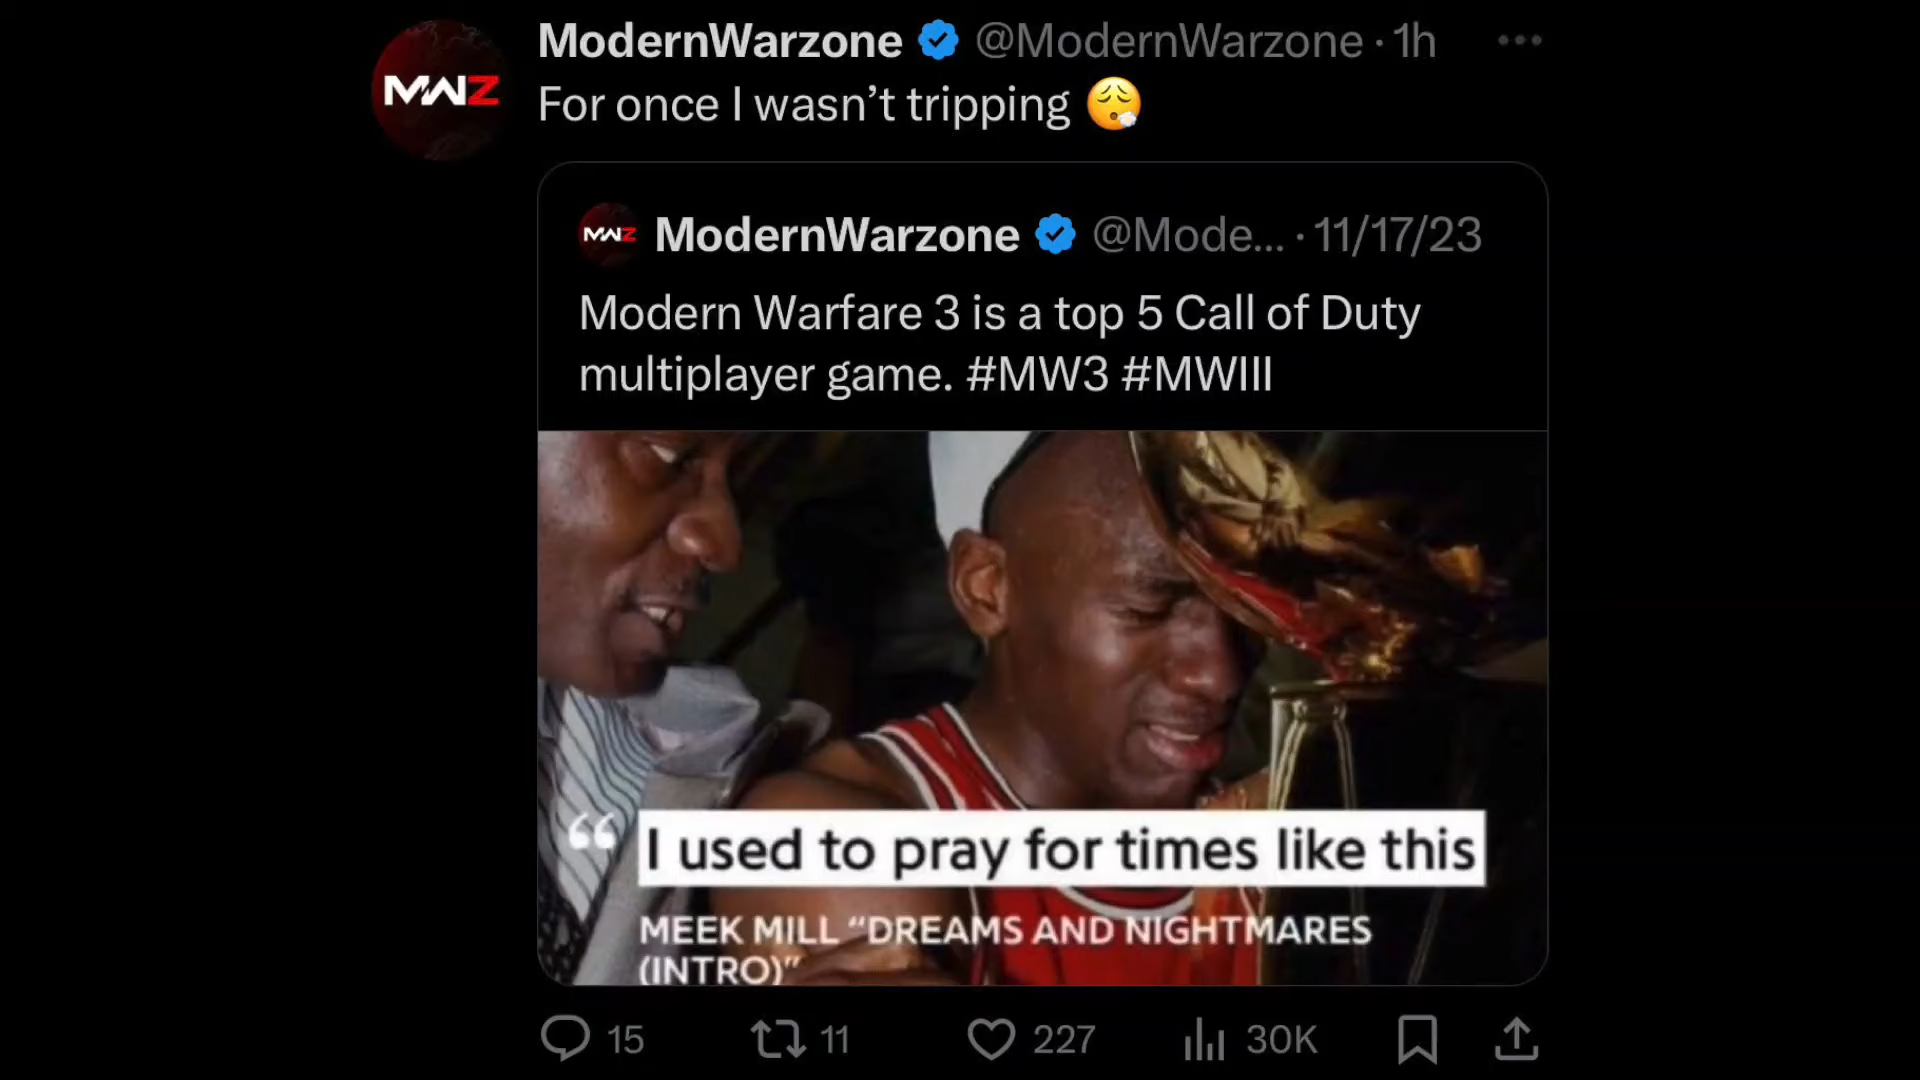 ModernWarzone @ModernWarzone · 1h
MWZ
For once I wasn’t tripping 😮‍💨
MWZ ModernWarzone @Mode... · 11/17/23
Modern Warfare 3 is a top 5 Call of Duty
multiplayer game. #MW3 #MWIII
“ I used to pray for times like this
MEEK MILL “DREAMS AND NIGHTMARES
(INTRO)”
15 11 227 30K